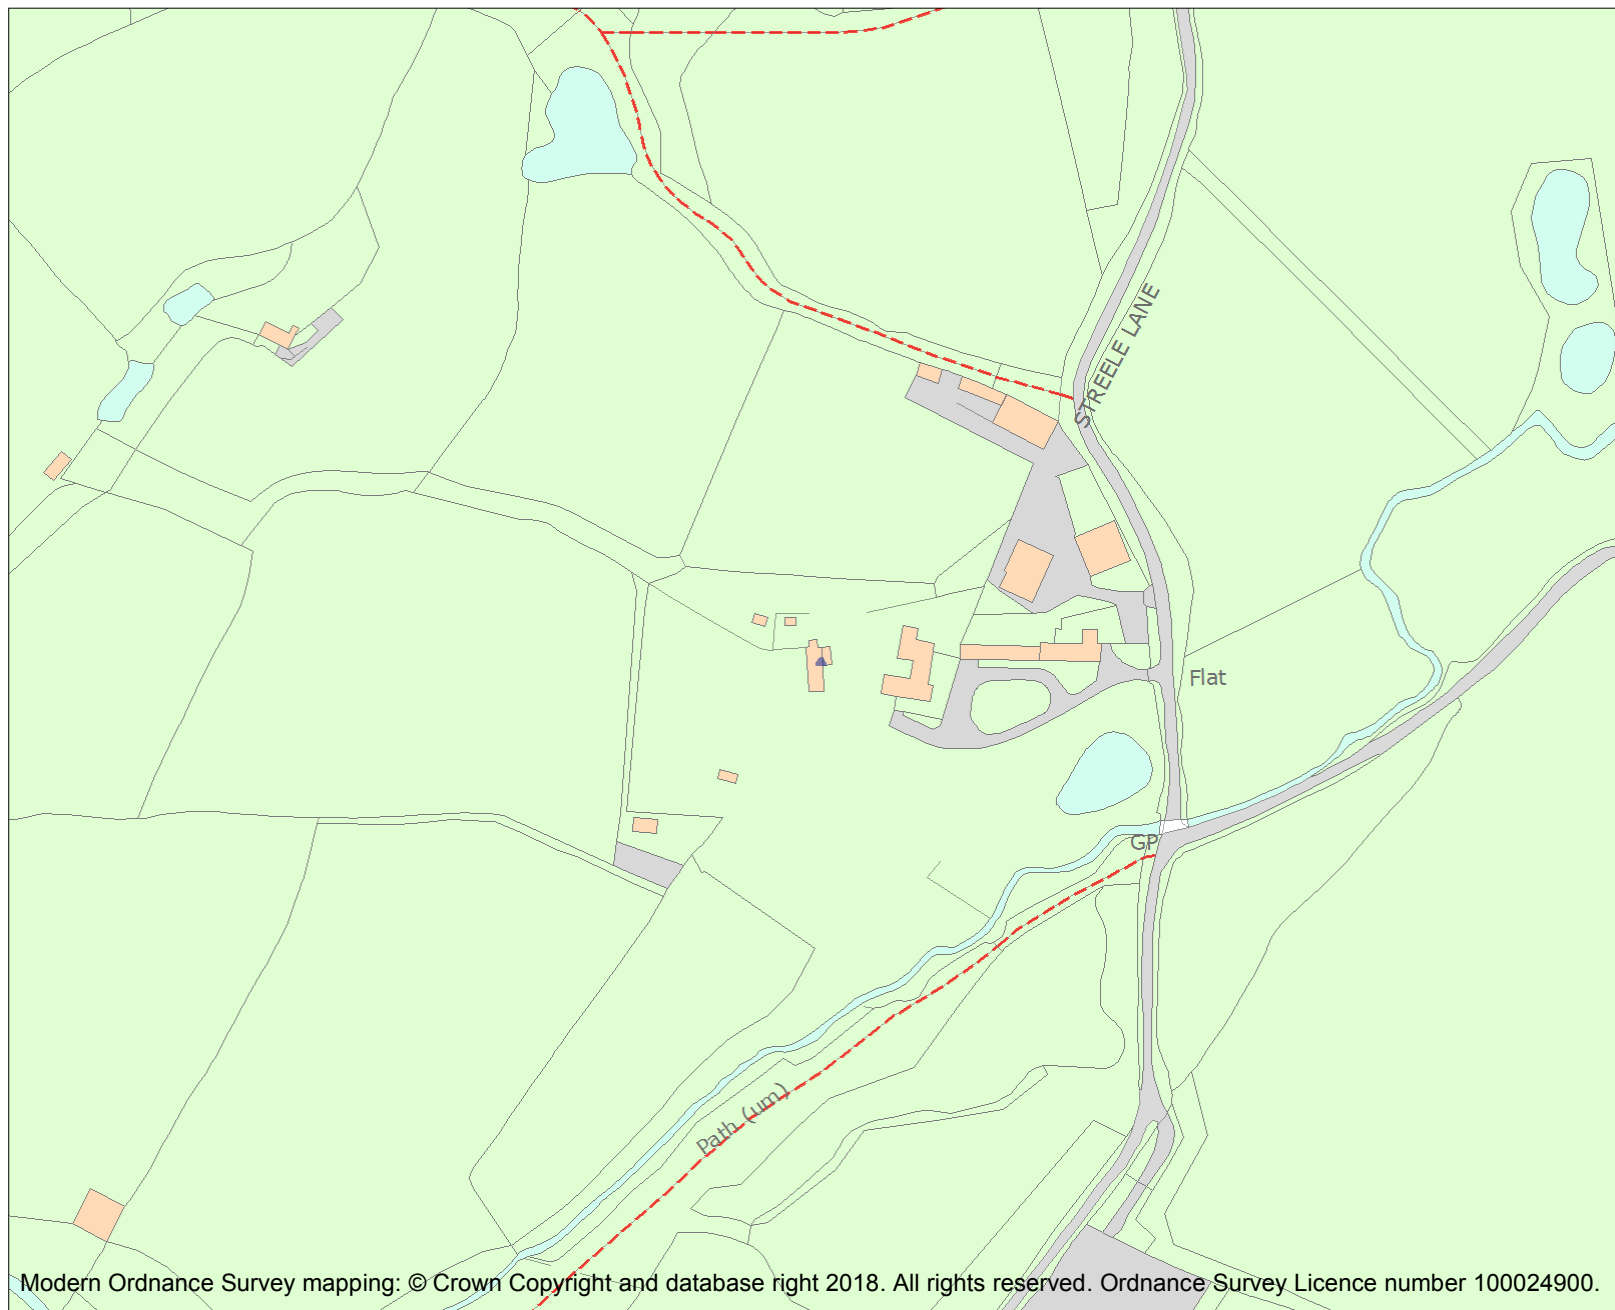 STREELE LANE
Flat
GP
Path (um)
Modern Ordnance Survey mapping: © Crown Copyright and database right 2018. All rights reserved. Ordnance Survey Licence number 100024900.